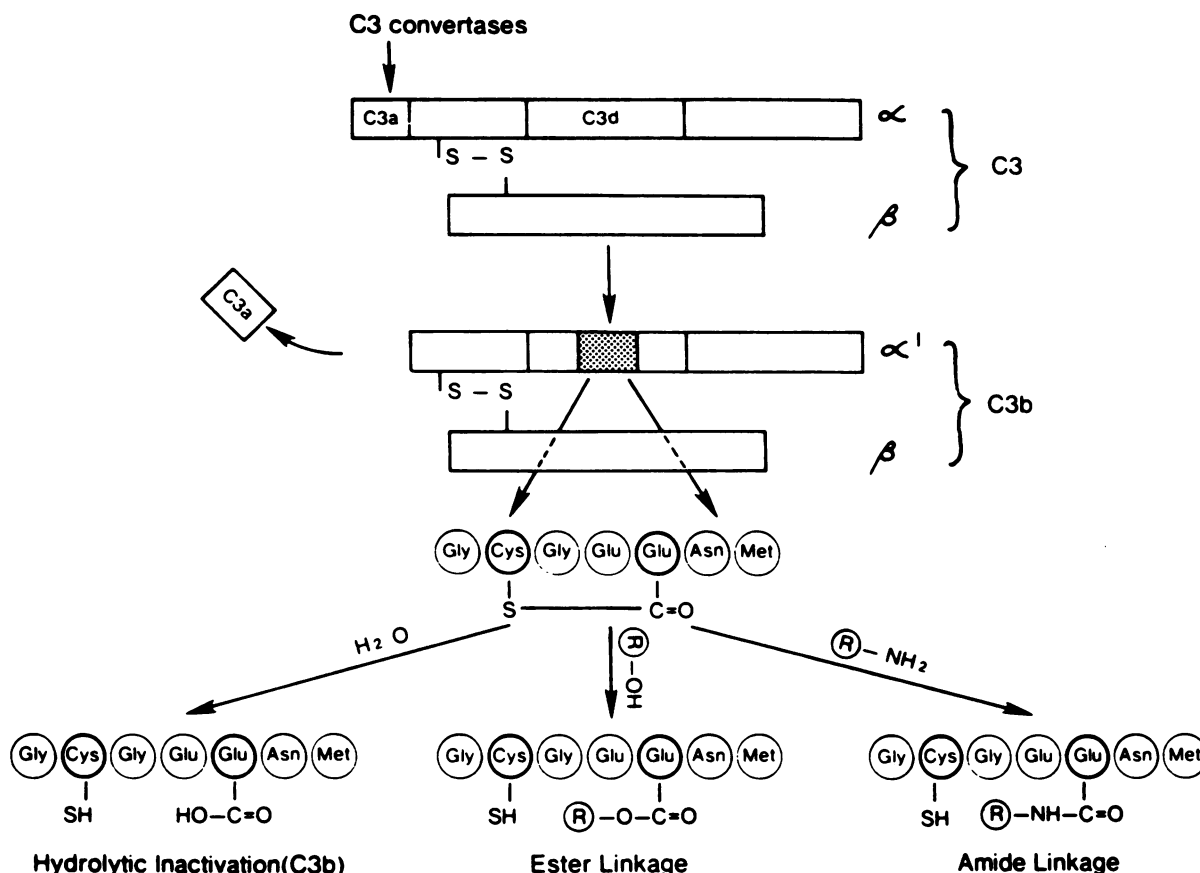 C3 convertases
C3a C3d α
S – S
C3
β
C3a
α'
S – S
C3b
β
Gly Cys Gly Glu Glu Asn Met
S C=O
H2O
R–OH
R–NH2
Gly Cys Gly Glu Glu Asn Met
SH HO–C=O
Gly Cys Gly Glu Glu Asn Met
SH R–O–C=O
Gly Cys Gly Glu Glu Asn Met
SH R–NH–C=O
Hydrolytic Inactivation(C3b)
Ester Linkage
Amide Linkage